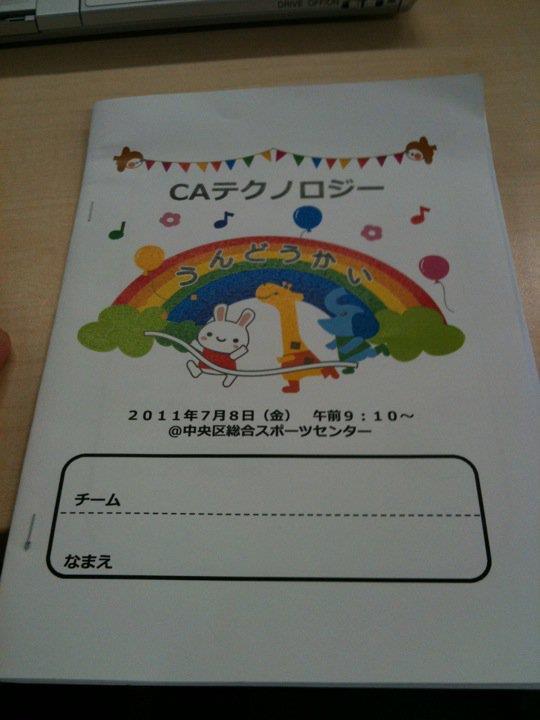 DRIVE OFF/ON
CAテクノロジー
うんどうかい
2011年7月8日（金）　午前9：10～
@中央区総合スポーツセンター
チーム
なまえ